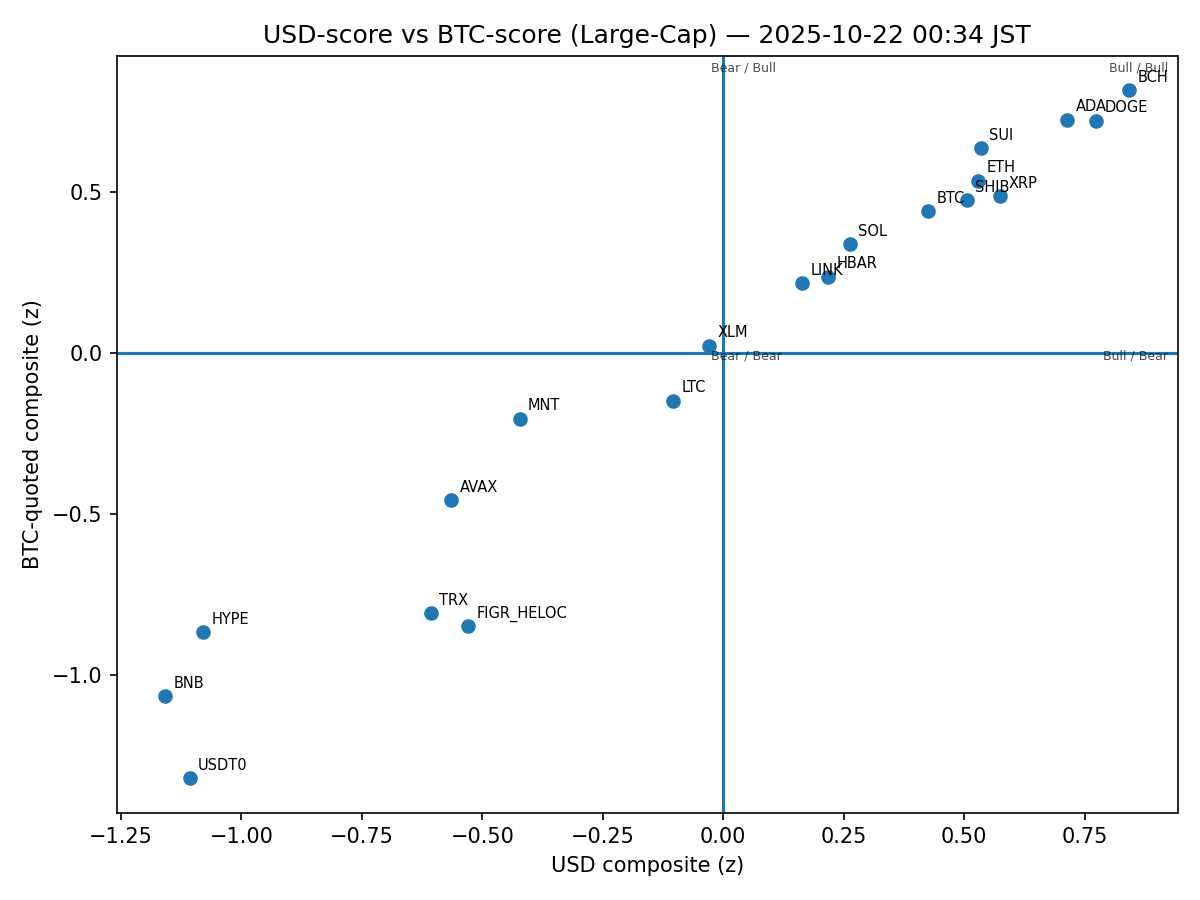 USD-score vs BTC-score (Large-Cap) — 2025-10-22 00:34 JST
Bear / Bull
Bull / Bull
BCH
ADA
DOGE
SUI
ETH
XRP
SHIB
BTC
SOL
HBAR
LINK
XLM
Bear / Bear
Bull / Bear
LTC
MNT
AVAX
TRX
FIGR_HELOC
HYPE
BNB
USDT0
BTC-quoted composite (z)
0.5
0.0
−0.5
−1.0
−1.25
−1.00
−0.75
−0.50
−0.25
0.00
0.25
0.50
0.75
USD composite (z)